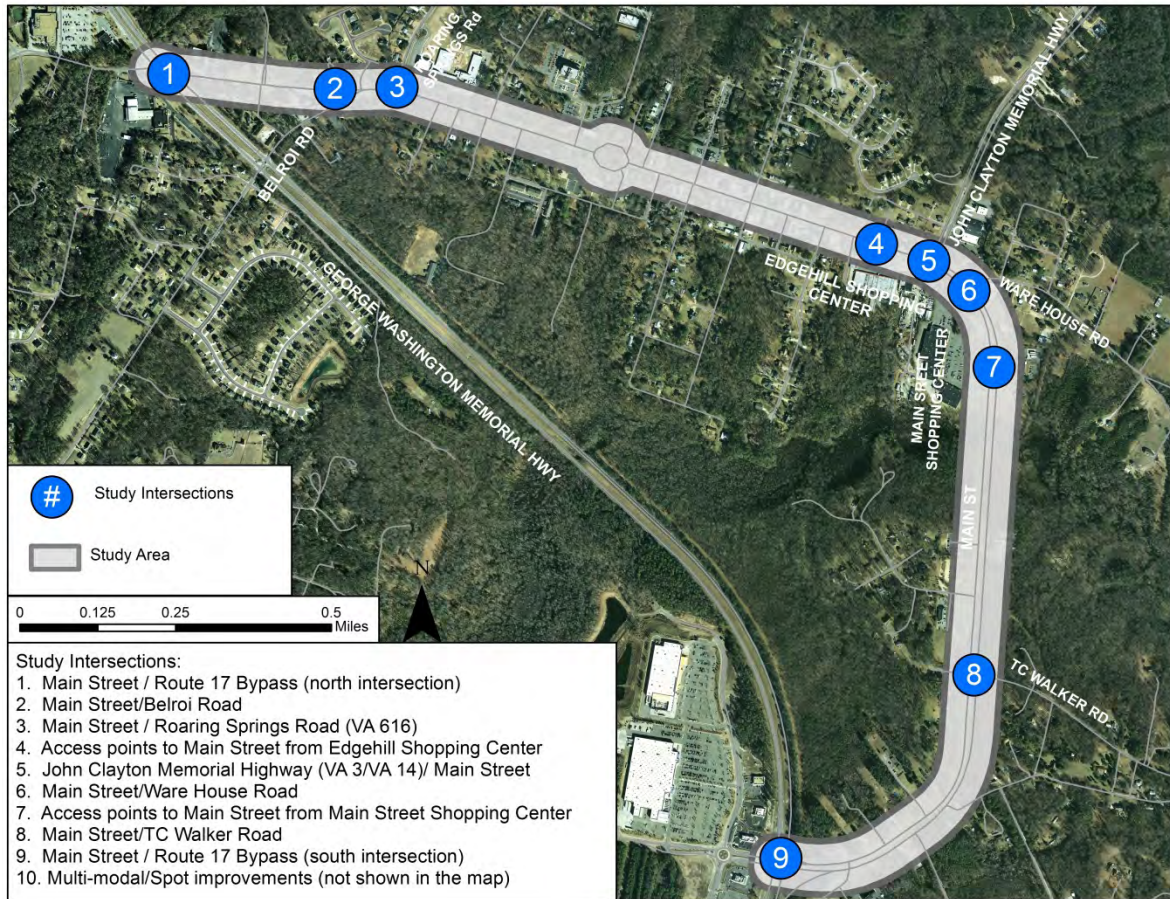 ROARING
SPRINGS Rd
JOHN CLAYTON MEMORIAL HWY
1
2
3
BELROI RD
GEORGE WASHINGTON MEMORIAL HWY
4
5
6
EDGEHILL SHOPPING
CENTER
WARE HOUSE RD
7
MAIN SREET
SHOPPING CENTER
MAIN ST
8
TC WALKER RD
9
# Study Intersections
Study Area
N
0 0.125 0.25 0.5
Miles
Study Intersections:
1. Main Street / Route 17 Bypass (north intersection)
2. Main Street/Belroi Road
3. Main Street / Roaring Springs Road (VA 616)
4. Access points to Main Street from Edgehill Shopping Center
5. John Clayton Memorial Highway (VA 3/VA 14)/ Main Street
6. Main Street/Ware House Road
7. Access points to Main Street from Main Street Shopping Center
8. Main Street/TC Walker Road
9. Main Street / Route 17 Bypass (south intersection)
10. Multi-modal/Spot improvements (not shown in the map)